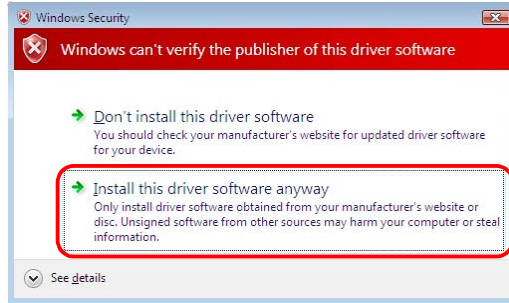 Windows Security
Windows can't verify the publisher of this driver software
Don't install this driver software
You should check your manufacturer's website for updated driver software
for your device.
Install this driver software anyway
Only install driver software obtained from your manufacturer's website or
disc. Unsigned software from other sources may harm your computer or steal
information.
See details